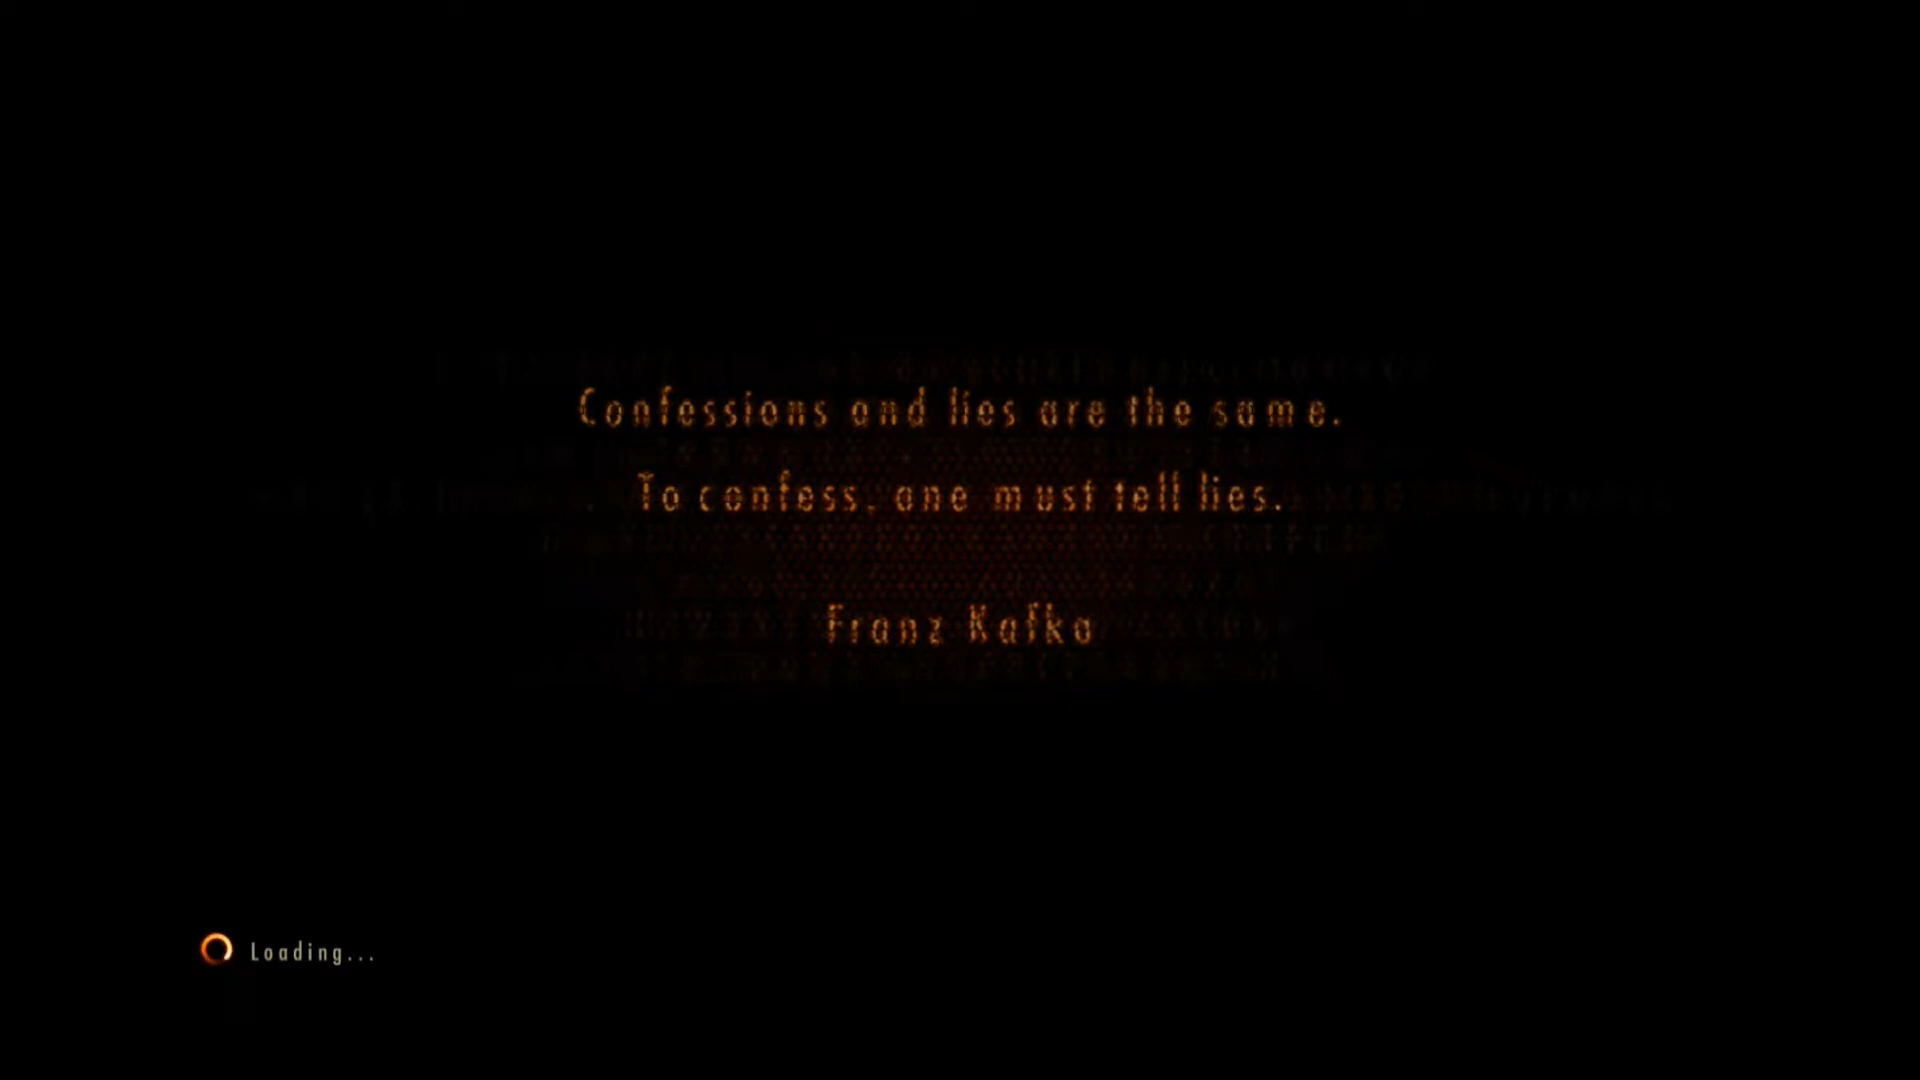 Confessions and lies are the same.
To confess, one must tell lies.
Franz Kafka
Loading...